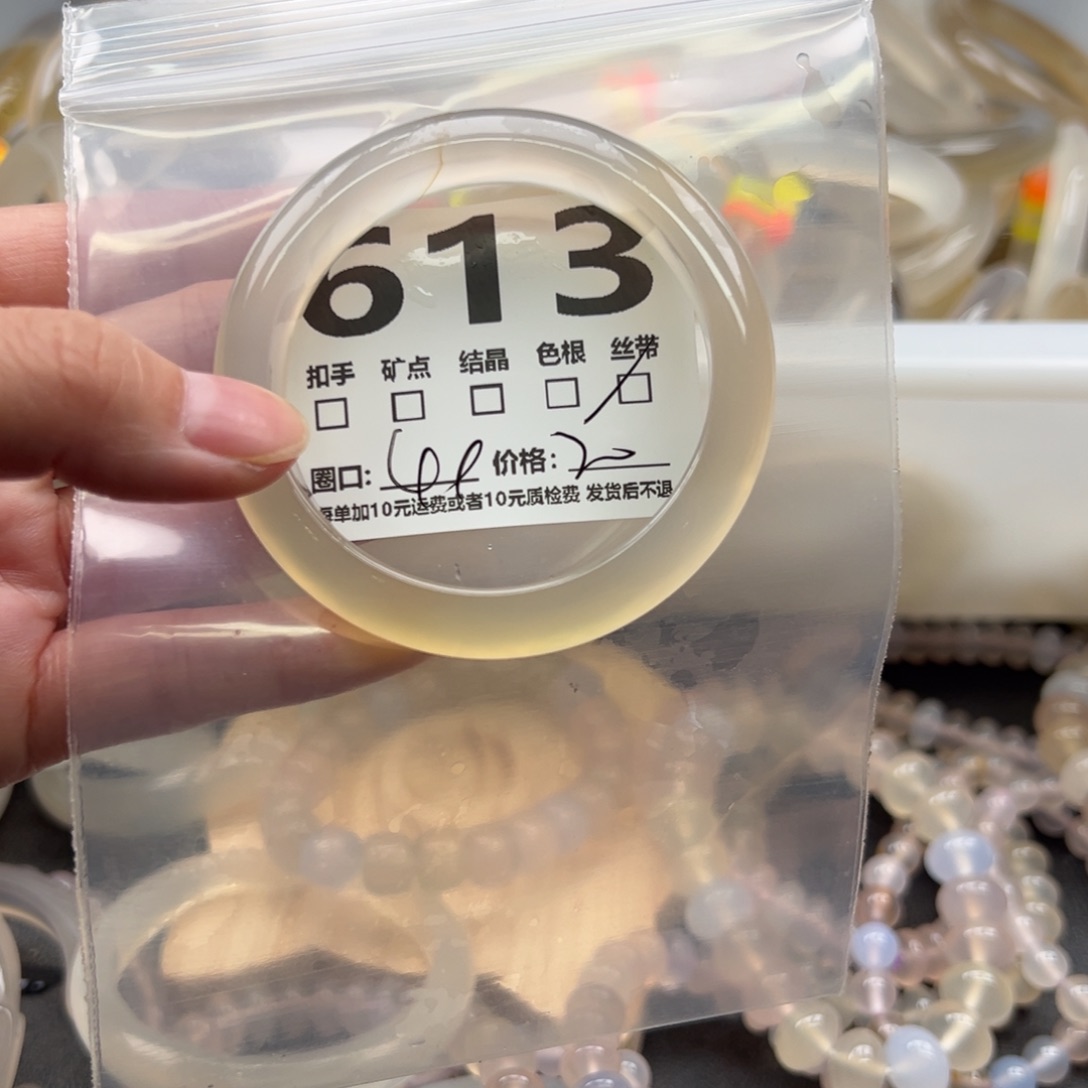 613
扣手 矿点 结晶 色根 丝带
圈口: 价格:
单加10元运费或者10元质检费 发货后不退